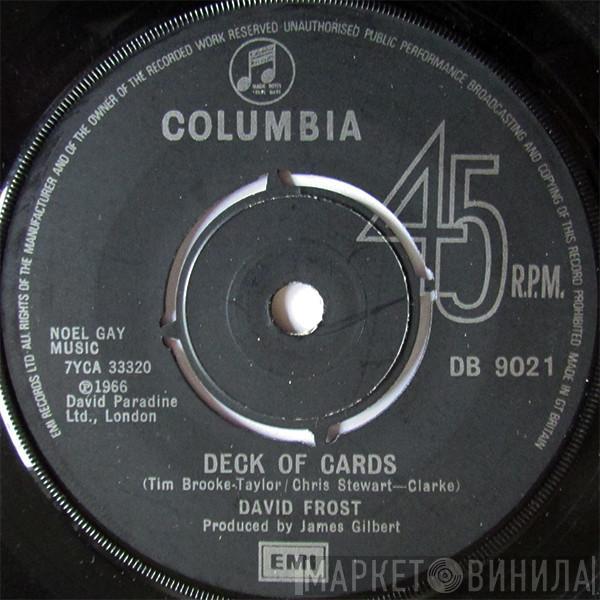 EMI RECORDS LTD·ALL RIGHTS OF THE MANUFACTURER AND OF THE OWNER OF THE RECORDED WORK RESERVED·UNAUTHORISED PUBLIC PERFORMANCE, BROADCASTING AND COPYING OF THIS RECORD PROHIBITED MADE IN GT BRITAIN
COLUMBIA
45
R.P.M.
NOEL GAY
MUSIC
7YCA 33320
℗1966
David Paradine
Ltd., London
DB 9021
DECK OF CARDS
(Tim Brooke-Taylor/Chris Stewart—Clarke)
DAVID FROST
Produced by James Gilbert
EMI
МАРКЕТ ВИНИЛА